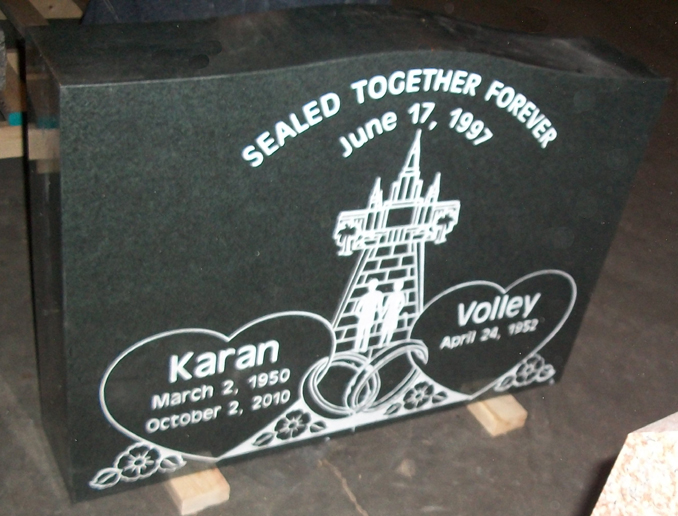 SEALED TOGETHER FOREVER
June 17, 1997
Karan
March 2, 1950
October 2, 2010
Volley
April 24, 1952